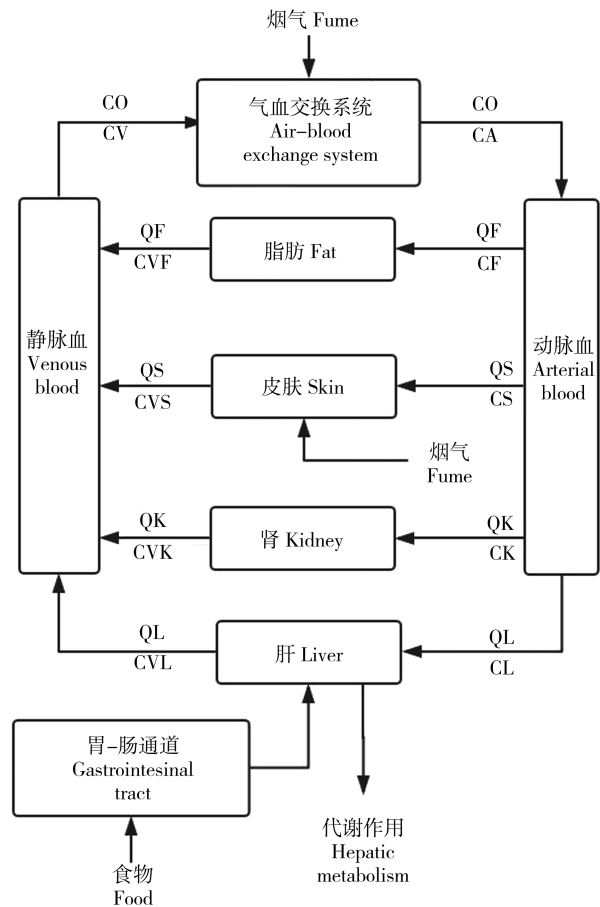 烟气 Fume
CO
CV
气血交换系统
Air-blood
exchange system
CO
CA
QF
CVF
脂肪 Fat
QF
CF
静脉血
Venous
blood
动脉血
Arterial
blood
QS
CVS
皮肤 Skin
QS
CS
烟气
Fume
QK
CVK
肾 Kidney
QK
CK
QL
CVL
肝 Liver
QL
CL
胃-肠通道
Gastrointesinal
tract
代谢作用
Hepatic
metabolism
食物
Food